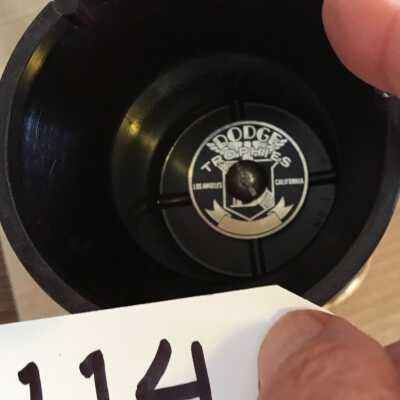 DODGE
TROPHIES
LOS ANGELES CALIFORNIA
114